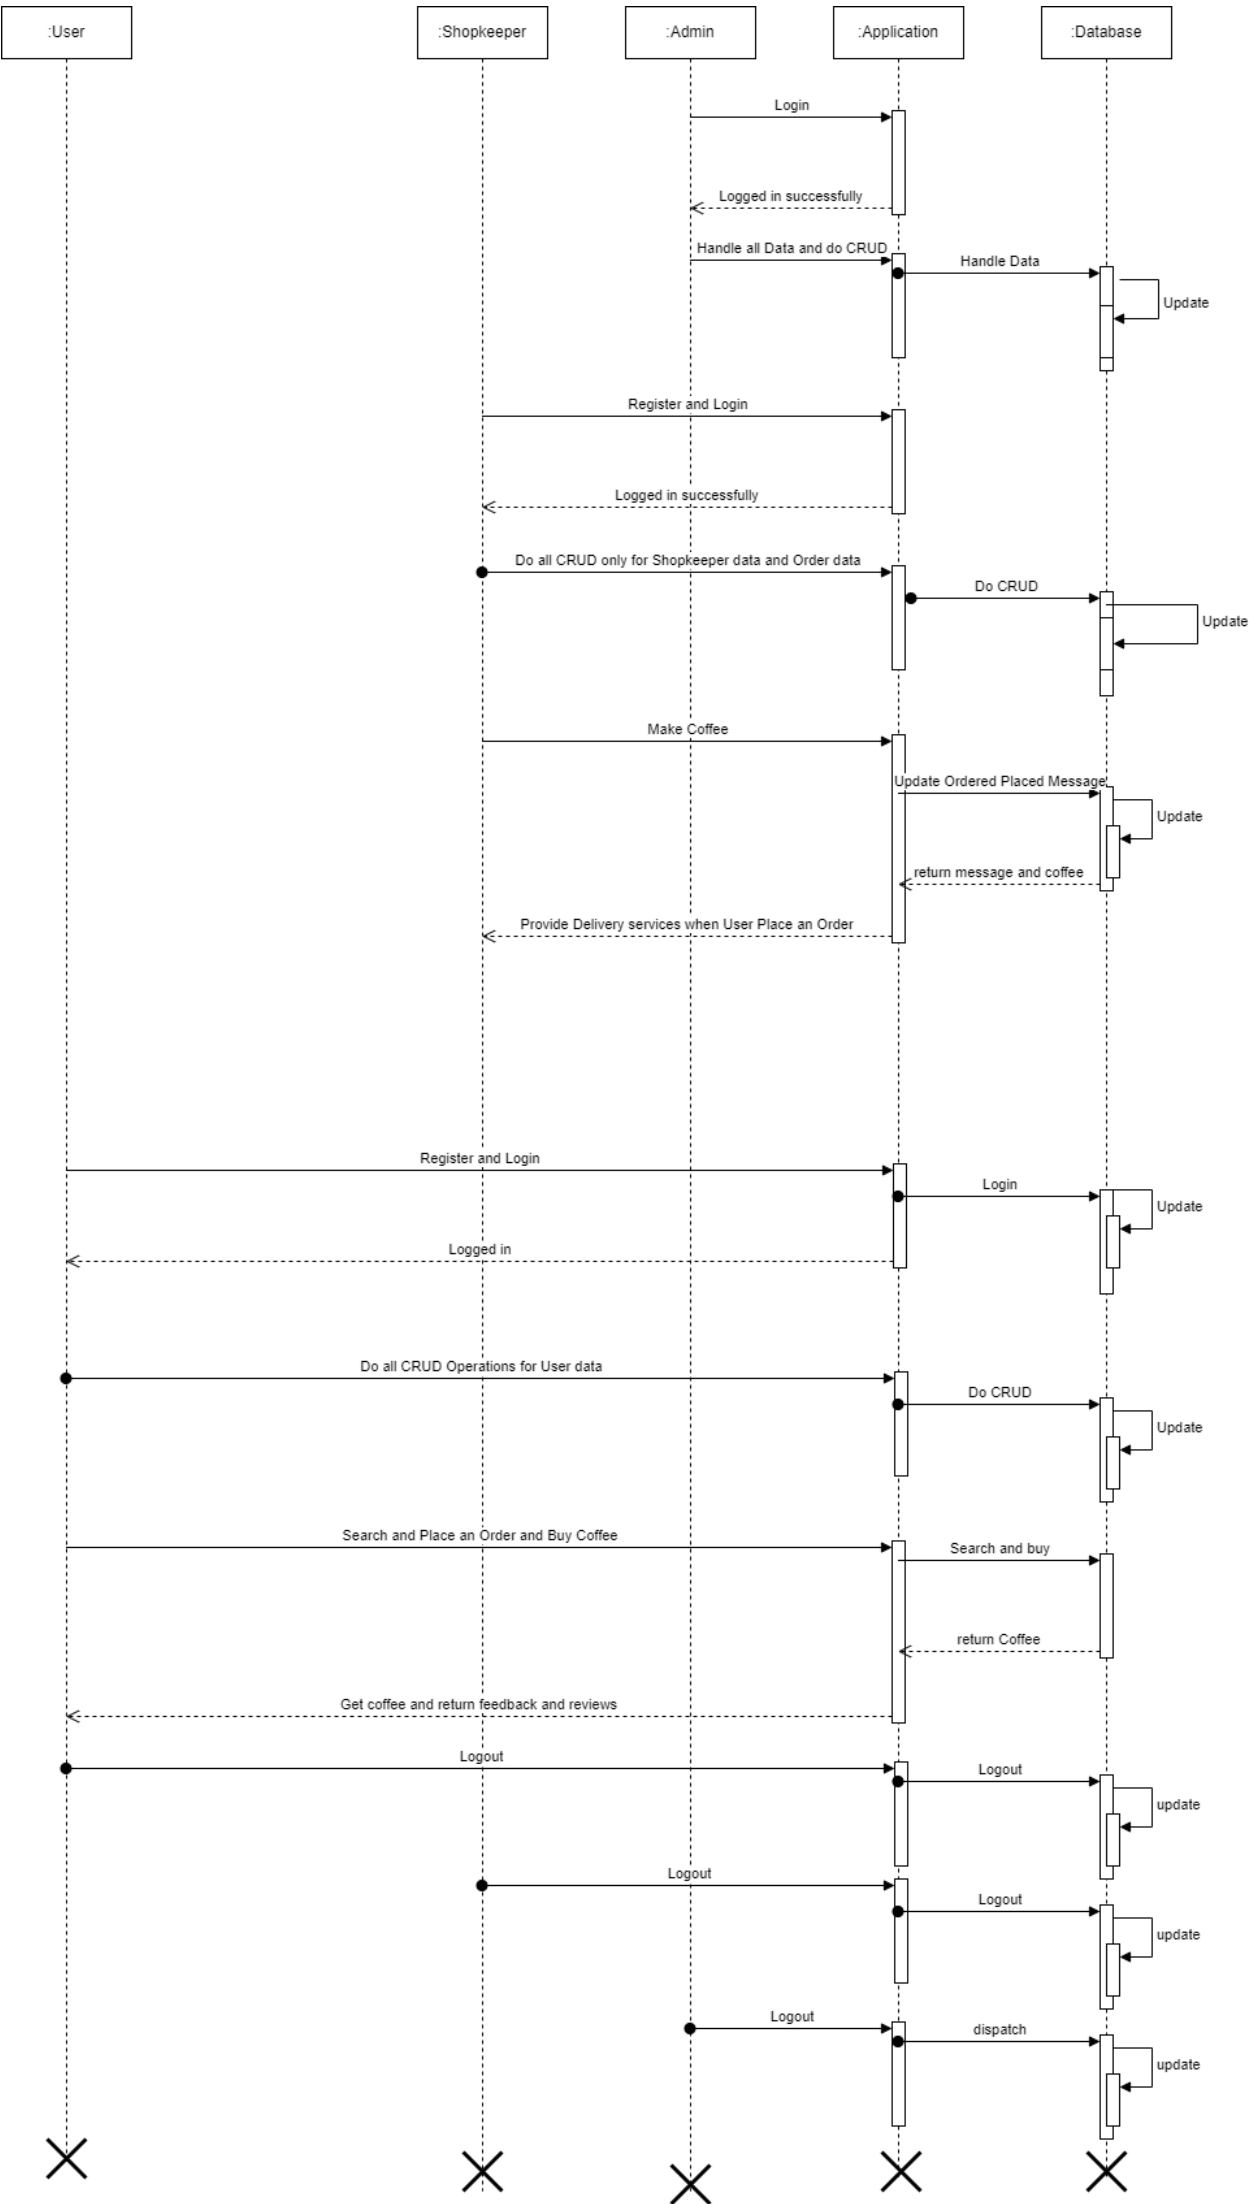 :User
:Shopkeeper
:Admin
:Application
:Database
Login
Logged in successfully
Handle all Data and do CRUD
Handle Data
Update
Register and Login
Logged in successfully
Do all CRUD only for Shopkeeper data and Order data
Do CRUD
Update
Make Coffee
Update Ordered Placed Message
Update
return message and coffee
Provide Delivery services when User Place an Order
Register and Login
Login
Update
Logged in
Do all CRUD Operations for User data
Do CRUD
Update
Search and Place an Order and Buy Coffee
Search and buy
return Coffee
Get coffee and return feedback and reviews
Logout
Logout
update
Logout
Logout
update
Logout
dispatch
update